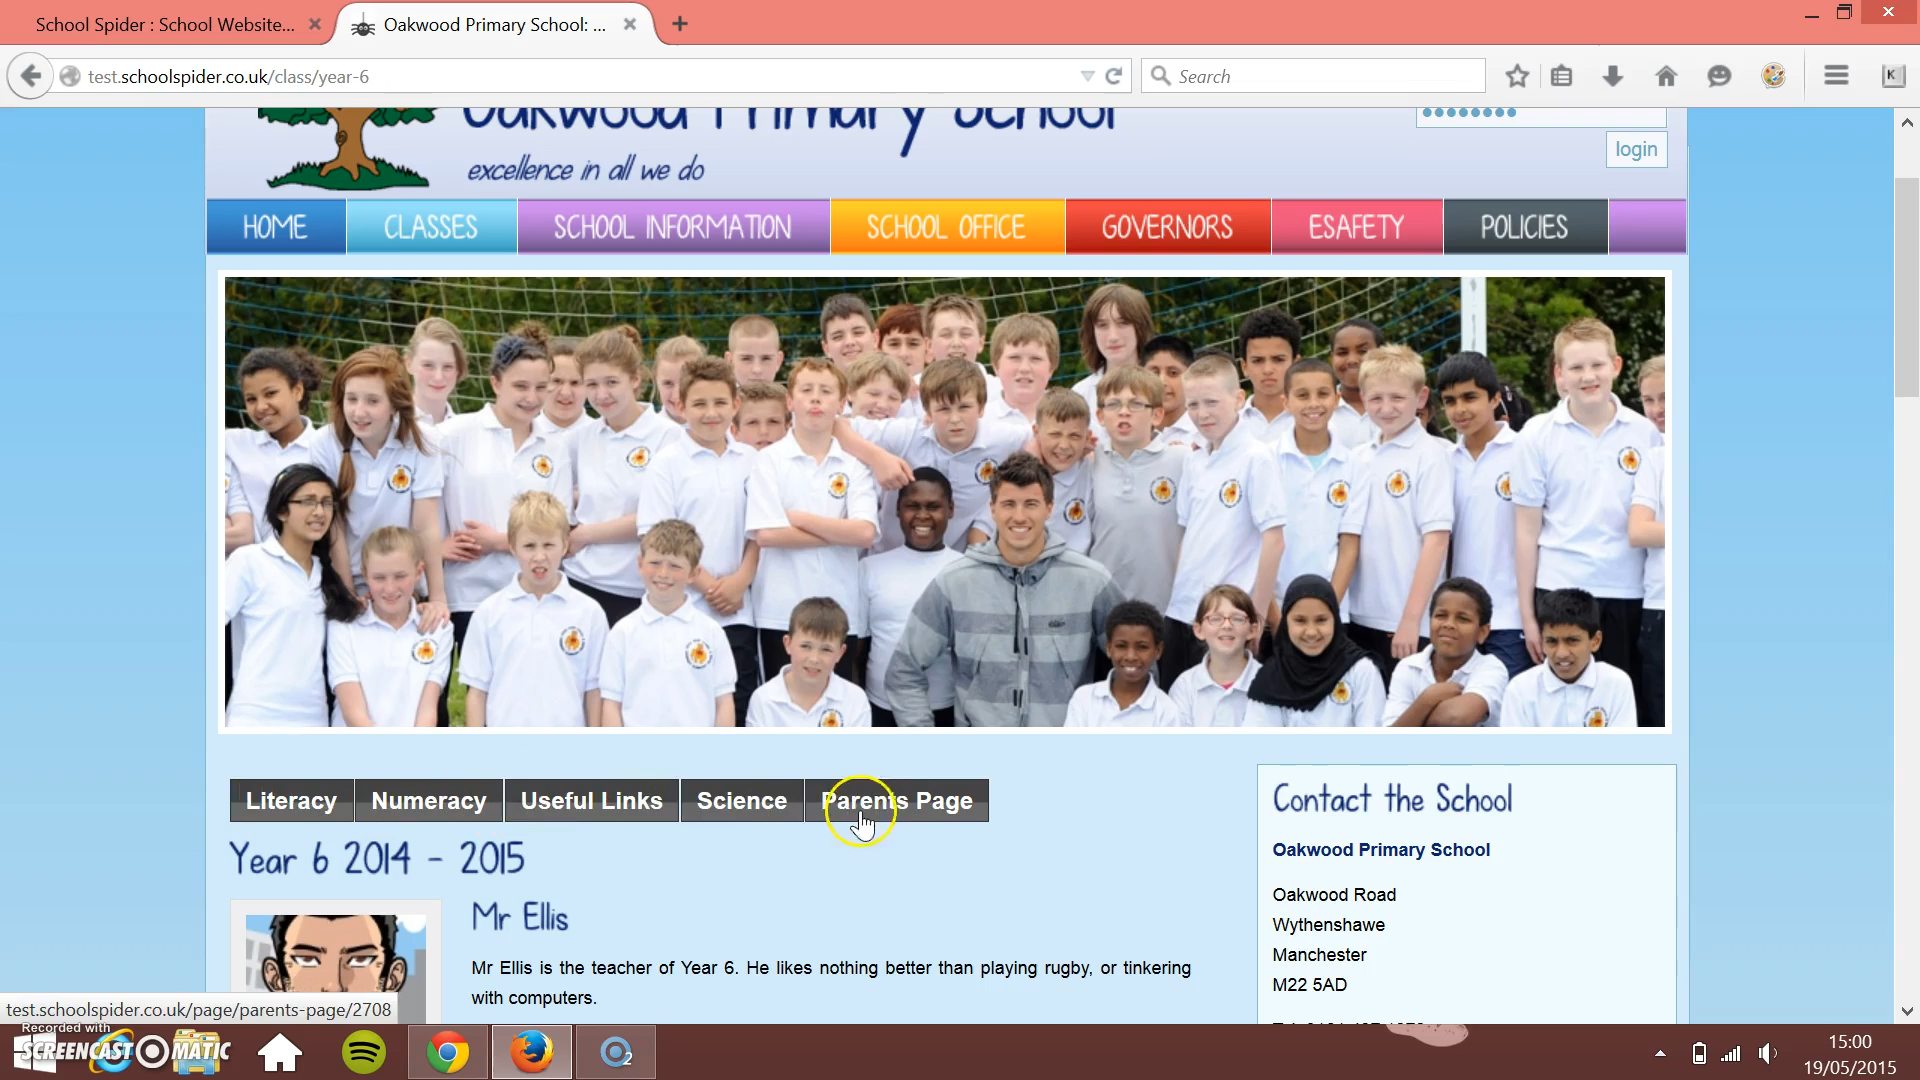 School Spider : School Website...
Oakwood Primary School: ...
test.schoolspider.co.uk/class/year-6
Search
K
Oakwood Primary School
excellence in all we do
login
HOME
CLASSES
SCHOOL INFORMATION
SCHOOL OFFICE
GOVERNORS
ESAFETY
POLICIES
Literacy
Numeracy
Useful Links
Science
Parents Page
Year 6 2014 - 2015
Mr Ellis
Mr Ellis is the teacher of Year 6. He likes nothing better than playing rugby, or tinkering
with computers.
Contact the School
Oakwood Primary School
Oakwood Road
Wythenshawe
Manchester
M22 5AD
test.schoolspider.co.uk/page/parents-page/2708
Recorded with
SCREENCAST MATIC
2
15:00
19/05/2015